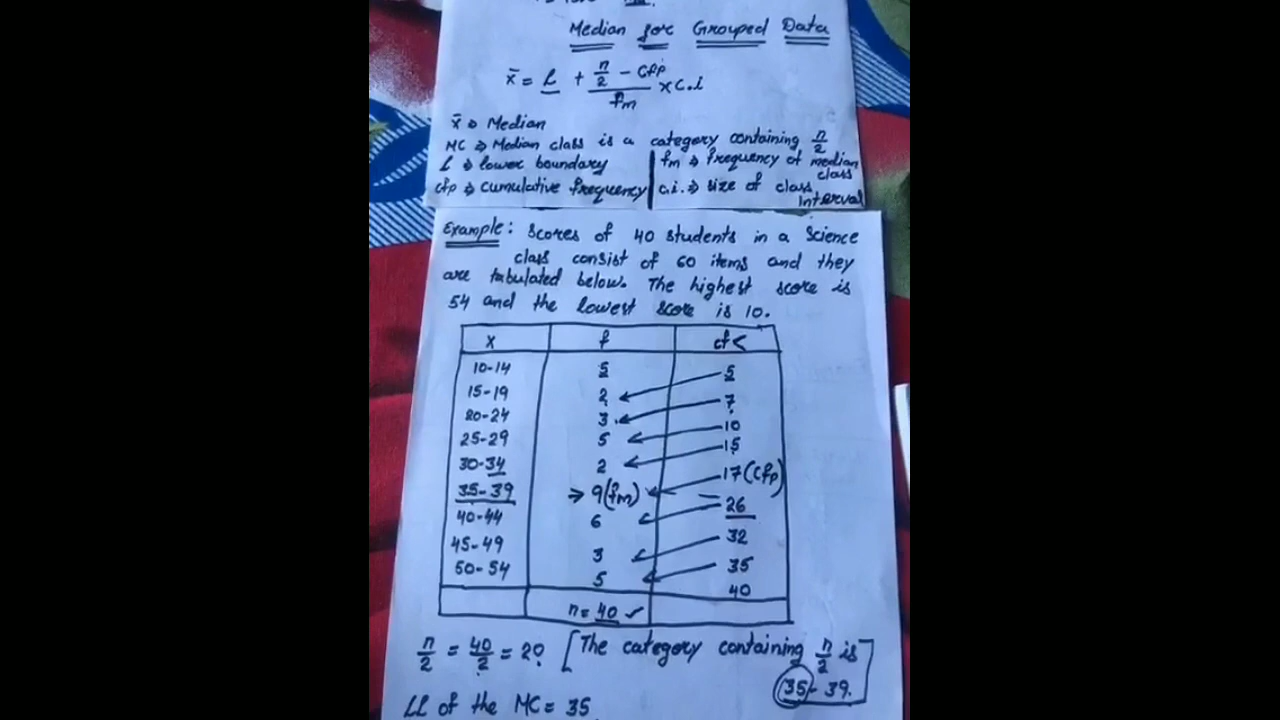 Median for Grouped Data
x̄ = L + (n/2 - cfp)/fm × c.i
x̄ ⇒ Median
MC ⇒ Median class is a category containing n/2
L ⇒ lower boundary
fm ⇒ frequency of median class
cfp ⇒ cumulative frequency
c.i. ⇒ size of class interval
Example: Scores of 40 students in a Science
class consist of 60 items and they
are tabulated below. The highest score is
54 and the lowest score is 10.
x f cf<
10-14 5 5
15-19 2 7
20-24 3 10
25-29 5 15
30-34 2 17(cfp)
35-39 → 9(fm) 26
40-44 6 32
45-49 3 35
50-54 5 40
n = 40 ✓
n/2 = 40/2 = 20 [The category containing n/2 is
35-39.]
LL of the MC = 35